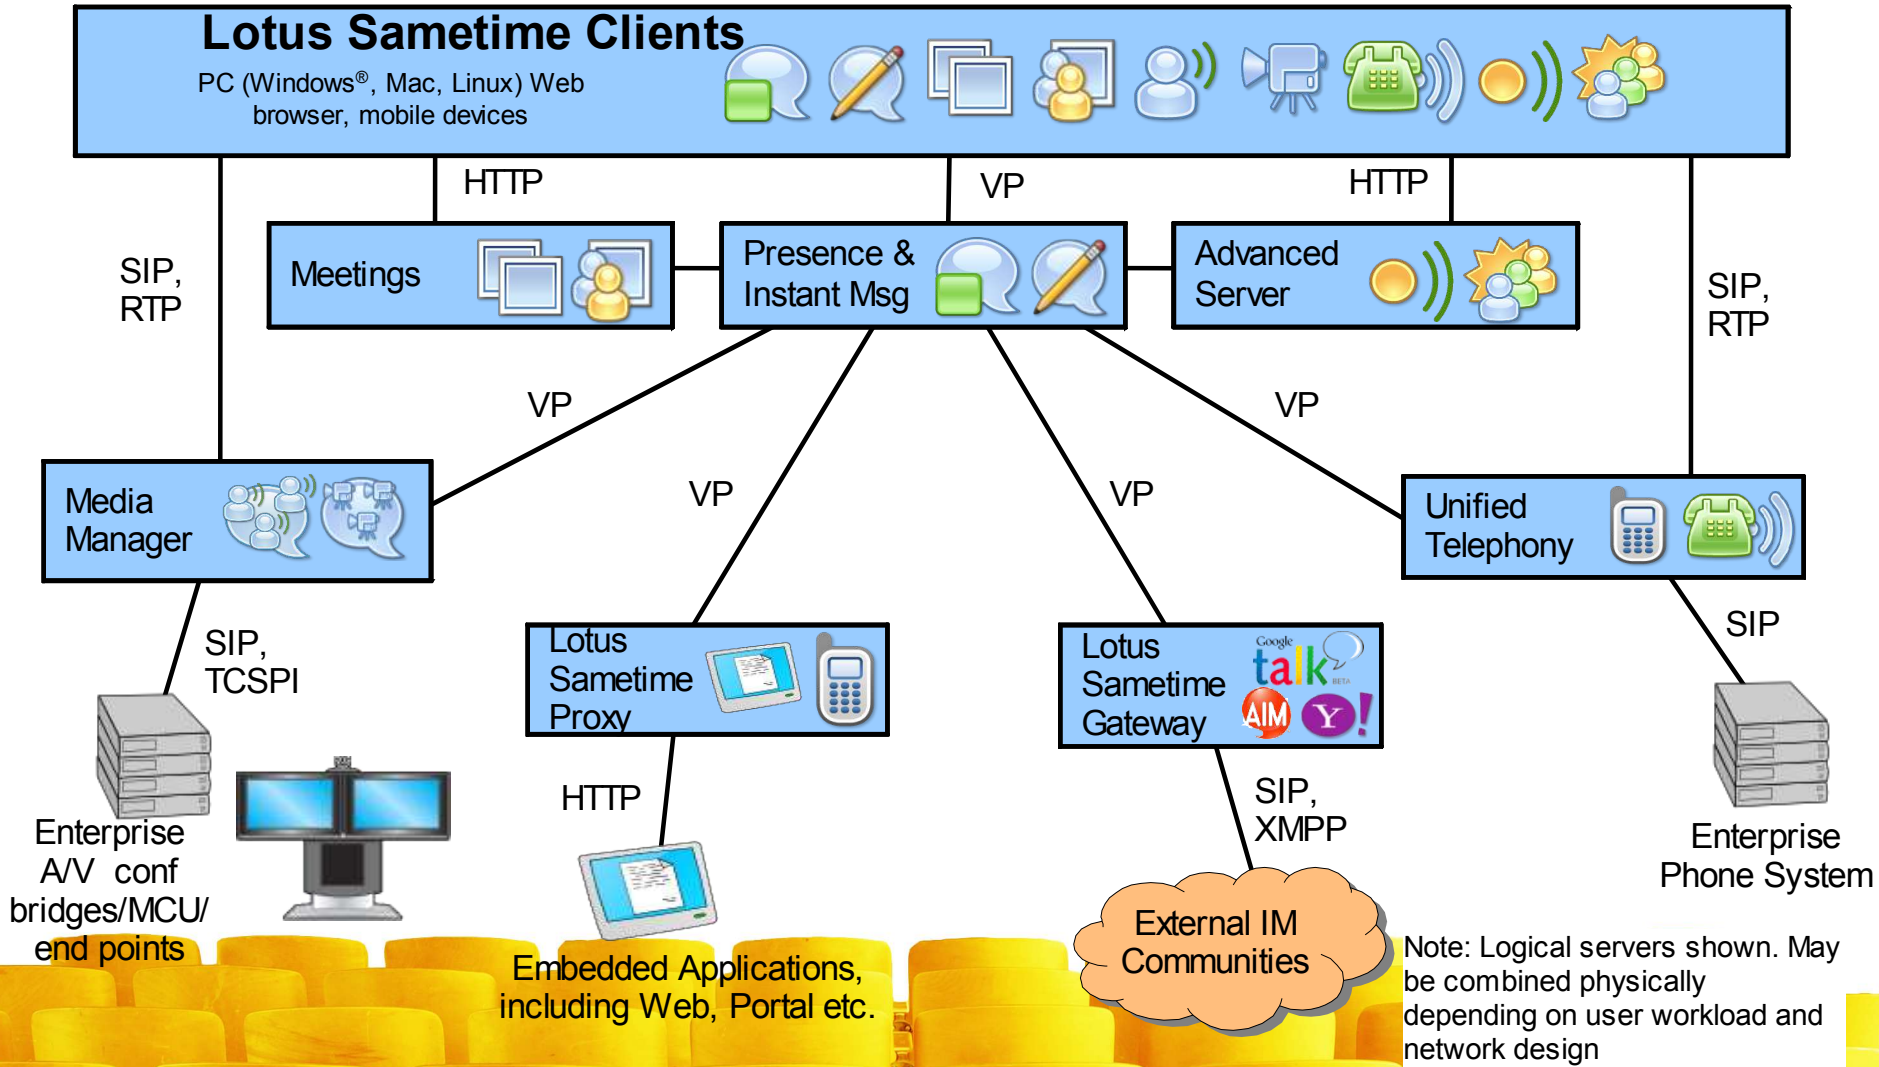 Lotus Sametime Clients
PC (Windows®, Mac, Linux) Web
browser, mobile devices
HTTP
VP
HTTP
SIP,
RTP
Meetings
Presence &
Instant Msg
Advanced
Server
SIP,
RTP
VP
VP
VP
VP
Media
Manager
Unified
Telephony
SIP,
TCSPI
Lotus
Sametime
Proxy
Lotus
Sametime
Gateway
Google
talk
BETA
AIM
Y!
SIP
HTTP
SIP,
XMPP
Enterprise
A/V conf
bridges/MCU/
end points
Enterprise
Phone System
Embedded Applications,
including Web, Portal etc.
External IM
Communities
Note: Logical servers shown. May
be combined physically
depending on user workload and
network design